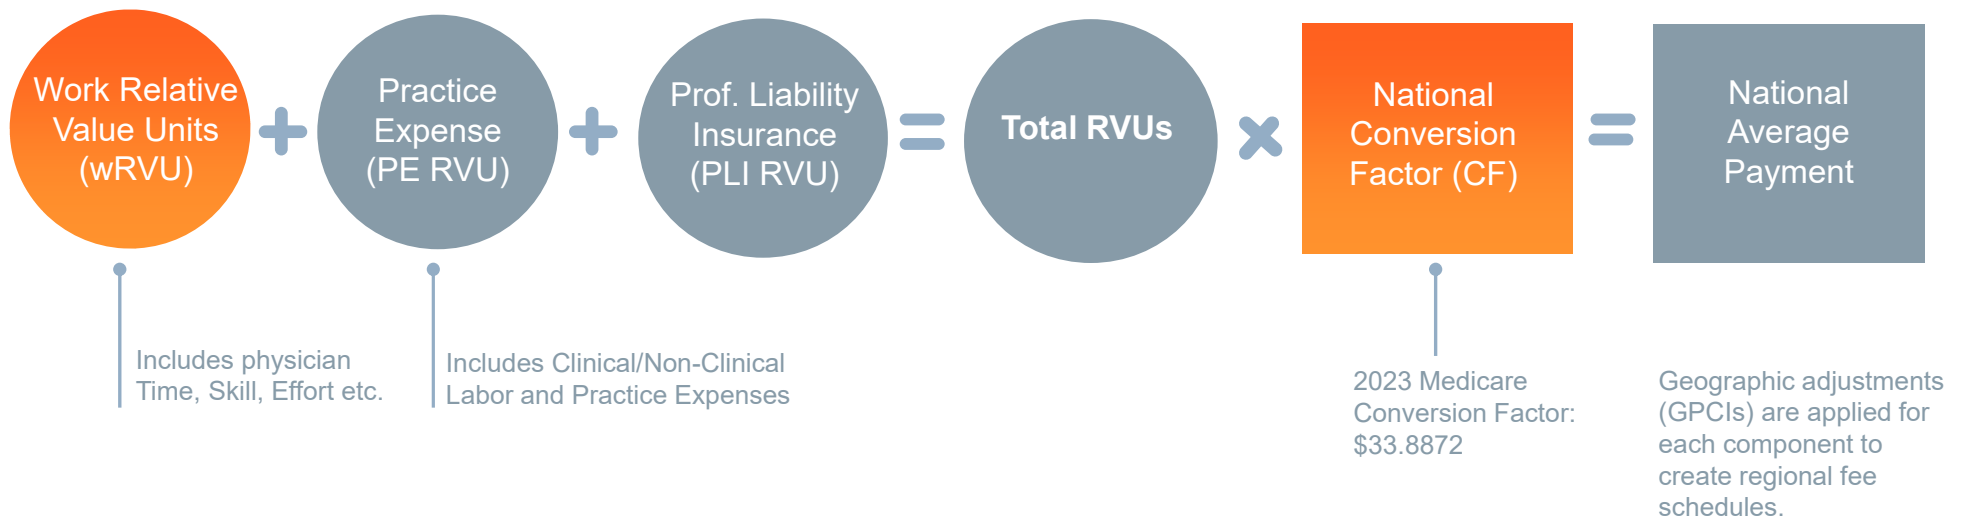 Work Relative
Value Units
(wRVU)
Practice
Expense
(PE RVU)
Prof. Liability
Insurance
(PLI RVU)
Total RVUs
National
Conversion
Factor (CF)
National
Average
Payment
Includes physician
Time, Skill, Effort etc.
Includes Clinical/Non-Clinical
Labor and Practice Expenses
2023 Medicare
Conversion Factor:
$33.8872
Geographic adjustments
(GPCIs) are applied for
each component to
create regional fee
schedules.